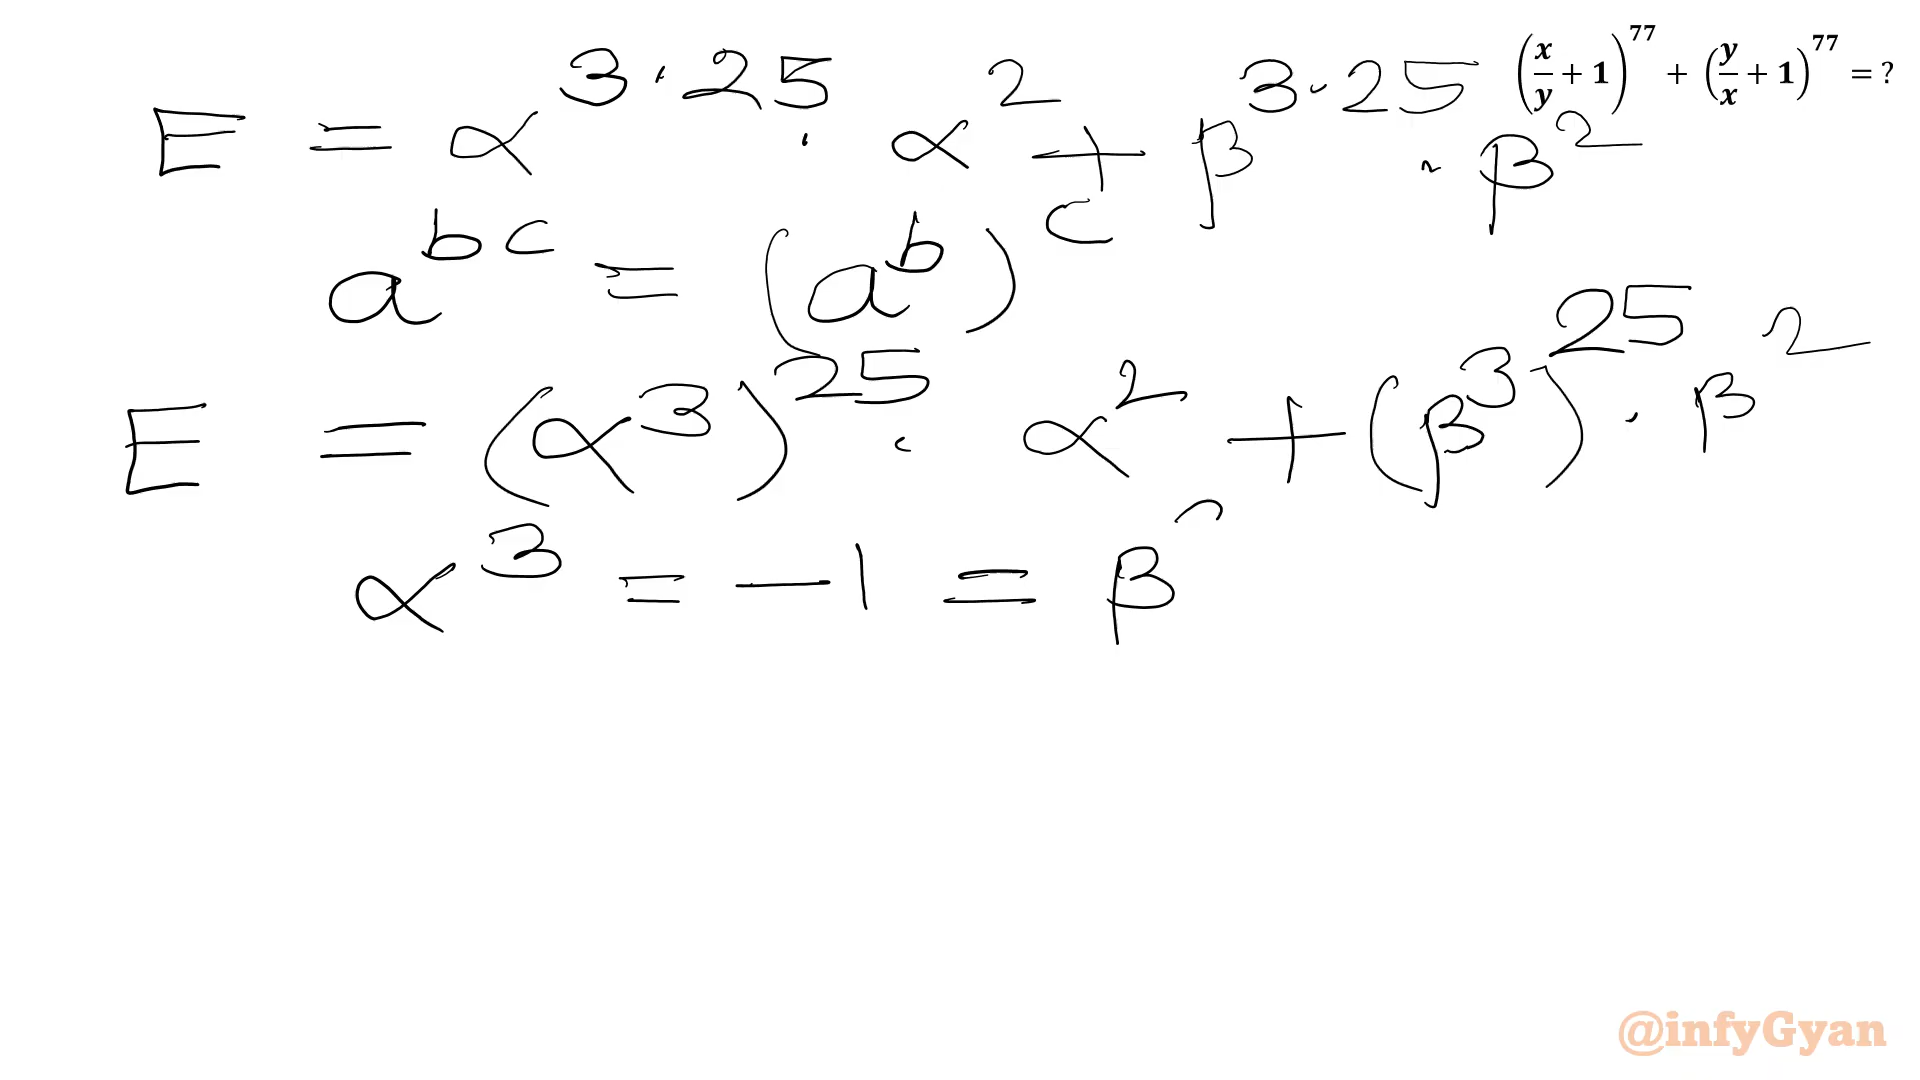 (x/y + 1)^77 + (y/x + 1)^77 = ?
E = α^(3·25) · α^2 + β^(3·25) · β^2
a^(bc) = (a^b)^c
E = (α^3)^25 · α^2 + (β^3)^25 · β^2
α^3 = -1 = β
@infyGyan